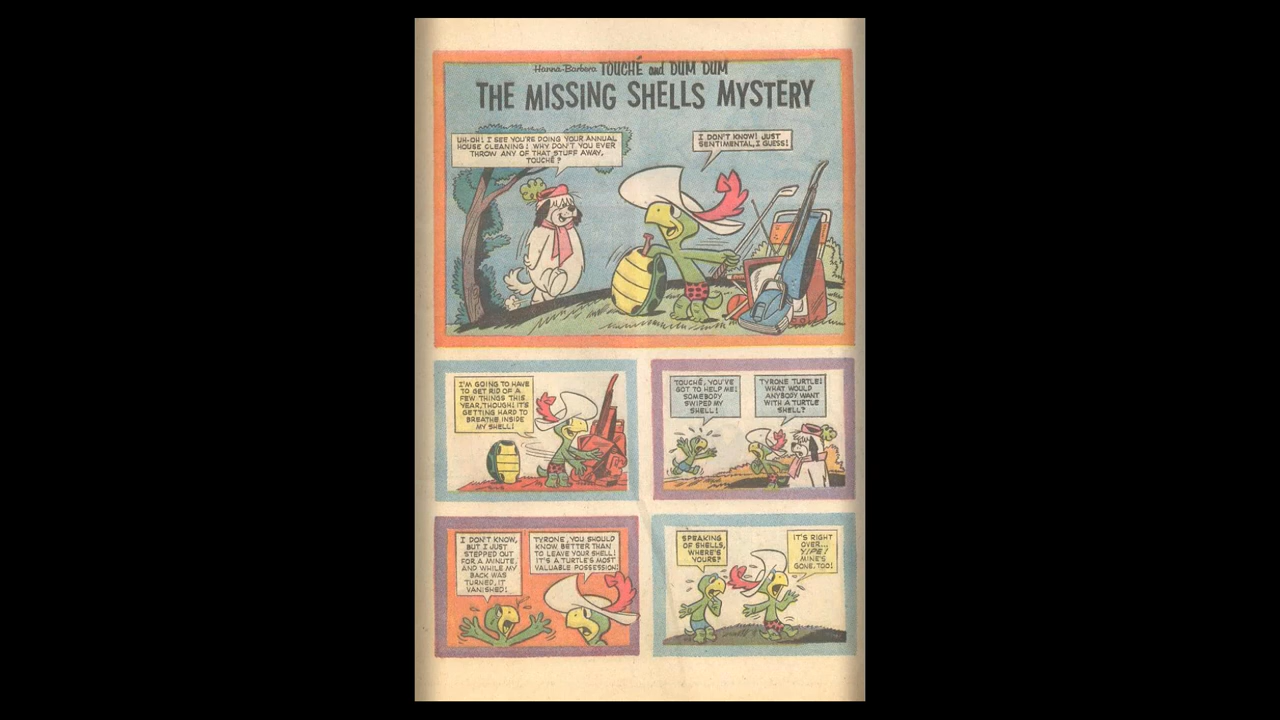 Hanna-Barbera TOUCHÉ and DUM DUM
THE MISSING SHELLS MYSTERY
UH-OH! I SEE YOU'RE DOING YOUR ANNUAL
HOUSE CLEANING! WHY DON'T YOU EVER
THROW ANY OF THAT STUFF AWAY,
TOUCHÉ?
I DON'T KNOW! JUST
SENTIMENTAL, I GUESS!
I'M GOING TO HAVE
TO GET RID OF A
FEW THINGS THIS
YEAR, THOUGH! IT'S
GETTING HARD TO
BREATHE INSIDE
MY SHELL!
TOUCHÉ, YOU'VE
GOT TO HELP ME!
SOMEBODY
SWIPED MY
SHELL!
TYRONE TURTLE!
WHAT WOULD
ANYBODY WANT
WITH A TURTLE
SHELL?
I DON'T KNOW,
BUT I JUST
STEPPED OUT
FOR A MINUTE,
AND WHILE MY
BACK WAS
TURNED, IT
VANISHED!
TYRONE, YOU SHOULD
KNOW BETTER THAN
TO LEAVE YOUR SHELL!
IT'S A TURTLE'S MOST
VALUABLE POSSESSION!
SPEAKING
OF SHELLS,
WHERE'S
YOURS?
IT'S RIGHT
OVER...
YIPE!
MINE'S
GONE, TOO!